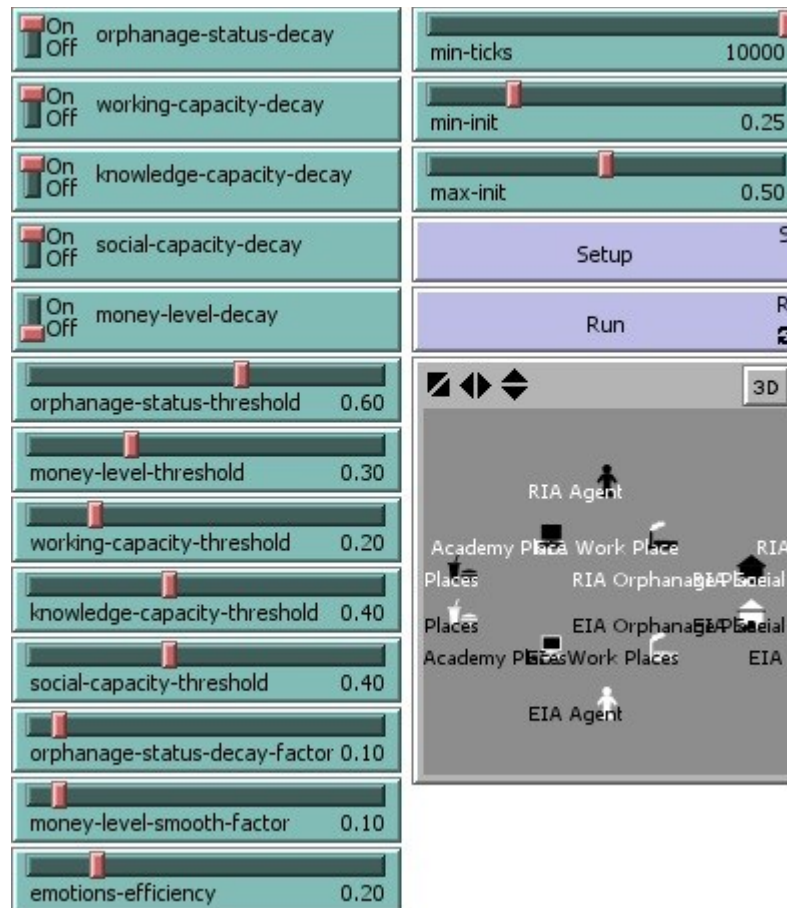 On
Off
orphanage-status-decay
On
Off
working-capacity-decay
On
Off
knowledge-capacity-decay
On
Off
social-capacity-decay
On
Off
money-level-decay
orphanage-status-threshold 0.60
money-level-threshold 0.30
working-capacity-threshold 0.20
knowledge-capacity-threshold 0.40
social-capacity-threshold 0.40
orphanage-status-decay-factor 0.10
money-level-smooth-factor 0.10
emotions-efficiency 0.20
min-ticks 10000
min-init 0.25
max-init 0.50
Setup S
Run R
3D
RIA Agent
Academy Work Place RIA
Places RIA Orphanage
Places EIA Orphanage
Academy Work Places EIA
EIA Agent